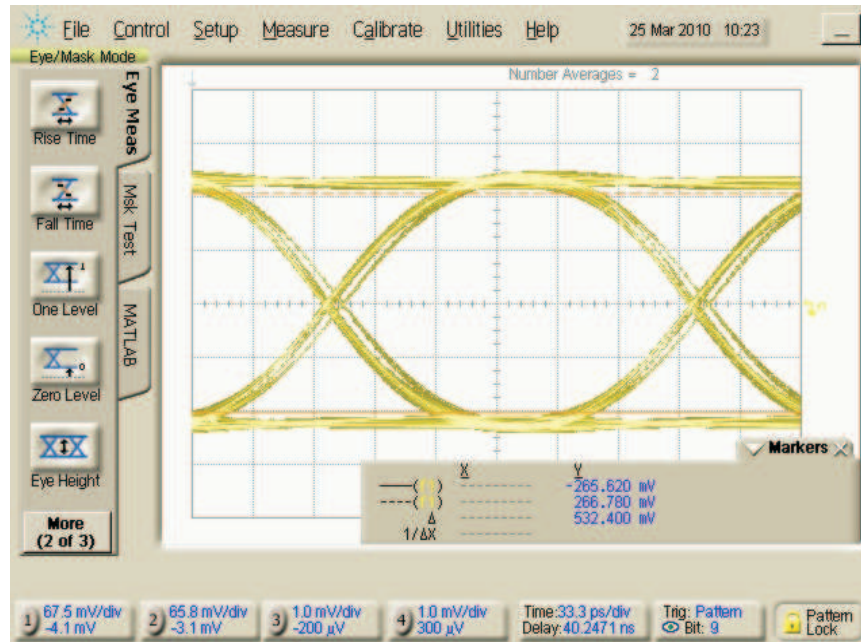 File Control Setup Measure Calibrate Utilities Help 25 Mar 2010 10:23
Eye/Mask Mode
Number Averages = 2
Eye Meas
Rise Time
Msk Test
Fall Time
One Level
MATLAB
Zero Level
Eye Height
More
(2 of 3)
Markers
X Y
-265.620 mV
266.780 mV
Δ 532.400 mV
1/ΔX
1) 67.5 mV/div 2) 65.8 mV/div 3) 1.0 mV/div 4) 1.0 mV/div Time:33.3 ps/div Trig: Pattern Pattern
-4.1 mV -3.1 mV -200 µV 300 µV Delay:40.2471 ns Bit: 9 Lock